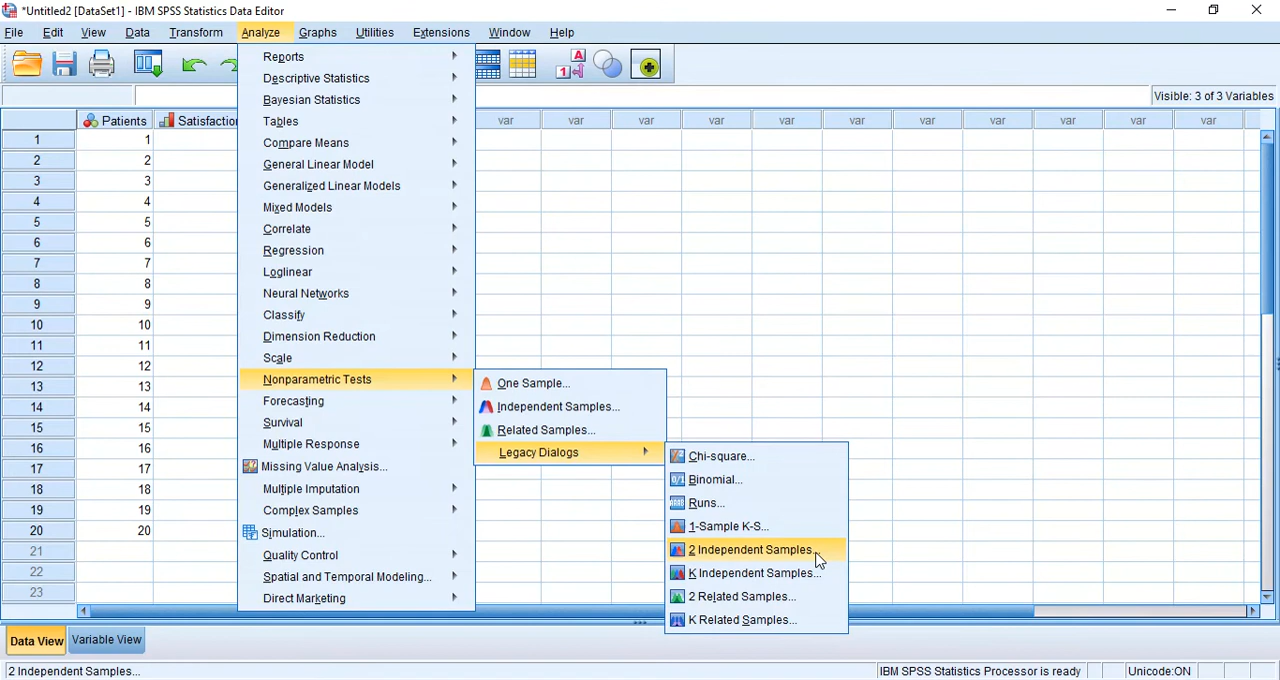 *Untitled2 [DataSet1] - IBM SPSS Statistics Data Editor
File Edit View Data Transform Analyze Graphs Utilities Extensions Window Help
Visible: 3 of 3 Variables
Patients Satisfaction var var var var var var var var var var var
1 1
2 2
3 3
4 4
5 5
6 6
7 7
8 8
9 9
10 10
11 11
12 12
13 13
14 14
15 15
16 16
17 17
18 18
19 19
20 20
21
22
23
Reports
Descriptive Statistics
Bayesian Statistics
Tables
Compare Means
General Linear Model
Generalized Linear Models
Mixed Models
Correlate
Regression
Loglinear
Neural Networks
Classify
Dimension Reduction
Scale
Nonparametric Tests
Forecasting
Survival
Multiple Response
Missing Value Analysis...
Multiple Imputation
Complex Samples
Simulation...
Quality Control
Spatial and Temporal Modeling...
Direct Marketing
One Sample...
Independent Samples...
Related Samples...
Legacy Dialogs
Chi-square...
Binomial...
Runs...
1-Sample K-S...
2 Independent Samples...
K Independent Samples...
2 Related Samples...
K Related Samples...
Data View Variable View
2 Independent Samples... IBM SPSS Statistics Processor is ready Unicode:ON